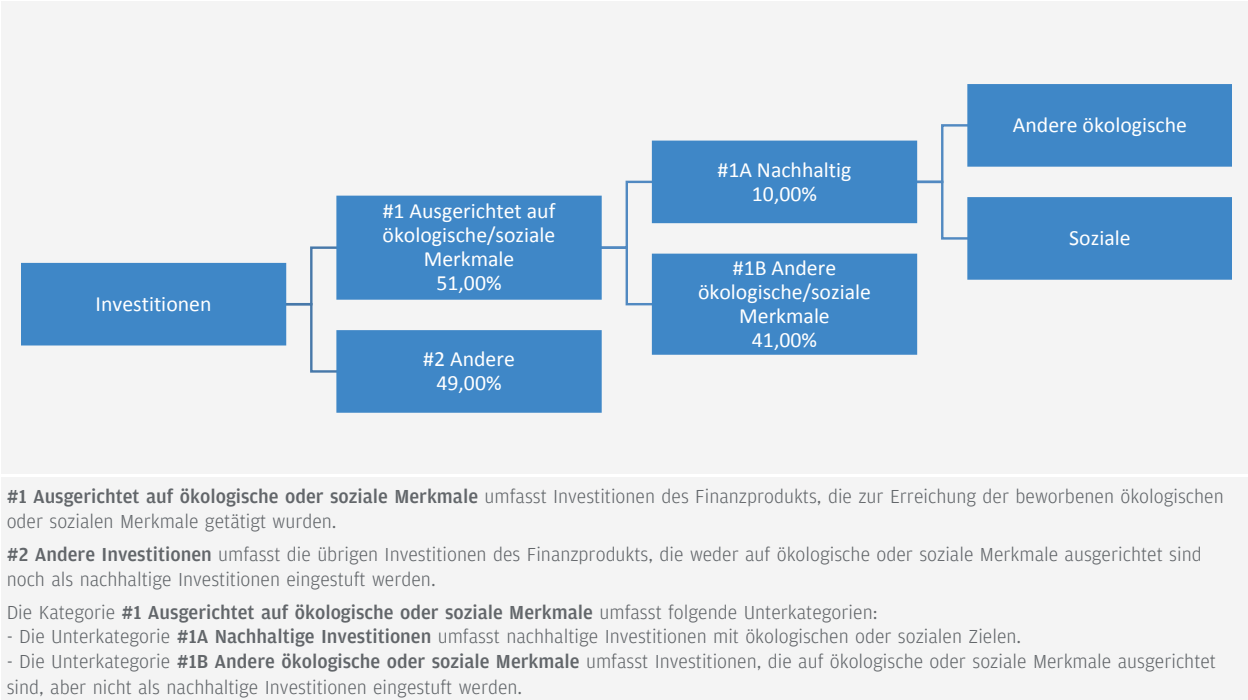 Investitionen
#1 Ausgerichtet auf
ökologische/soziale
Merkmale
51,00%
#2 Andere
49,00%
#1A Nachhaltig
10,00%
#1B Andere
ökologische/soziale
Merkmale
41,00%
Andere ökologische
Soziale
#1 Ausgerichtet auf ökologische oder soziale Merkmale umfasst Investitionen des Finanzprodukts, die zur Erreichung der beworbenen ökologischen
oder sozialen Merkmale getätigt wurden.
#2 Andere Investitionen umfasst die übrigen Investitionen des Finanzprodukts, die weder auf ökologische oder soziale Merkmale ausgerichtet sind
noch als nachhaltige Investitionen eingestuft werden.
Die Kategorie #1 Ausgerichtet auf ökologische oder soziale Merkmale umfasst folgende Unterkategorien:
- Die Unterkategorie #1A Nachhaltige Investitionen umfasst nachhaltige Investitionen mit ökologischen oder sozialen Zielen.
- Die Unterkategorie #1B Andere ökologische oder soziale Merkmale umfasst Investitionen, die auf ökologische oder soziale Merkmale ausgerichtet
sind, aber nicht als nachhaltige Investitionen eingestuft werden.